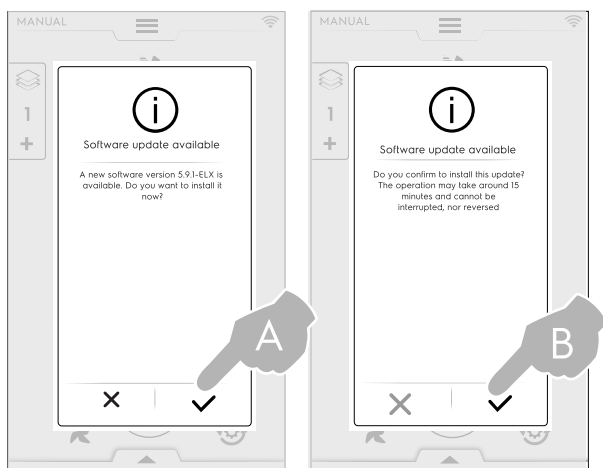 MANUAL
1
+
Software update available
A new software version 5.9.1-ELX is
available. Do you want to install it
now?
A
MANUAL
1
+
Software update available
Do you confirm to install this update?
The operation may take around 15
minutes and cannot be
interrupted, nor reversed
B